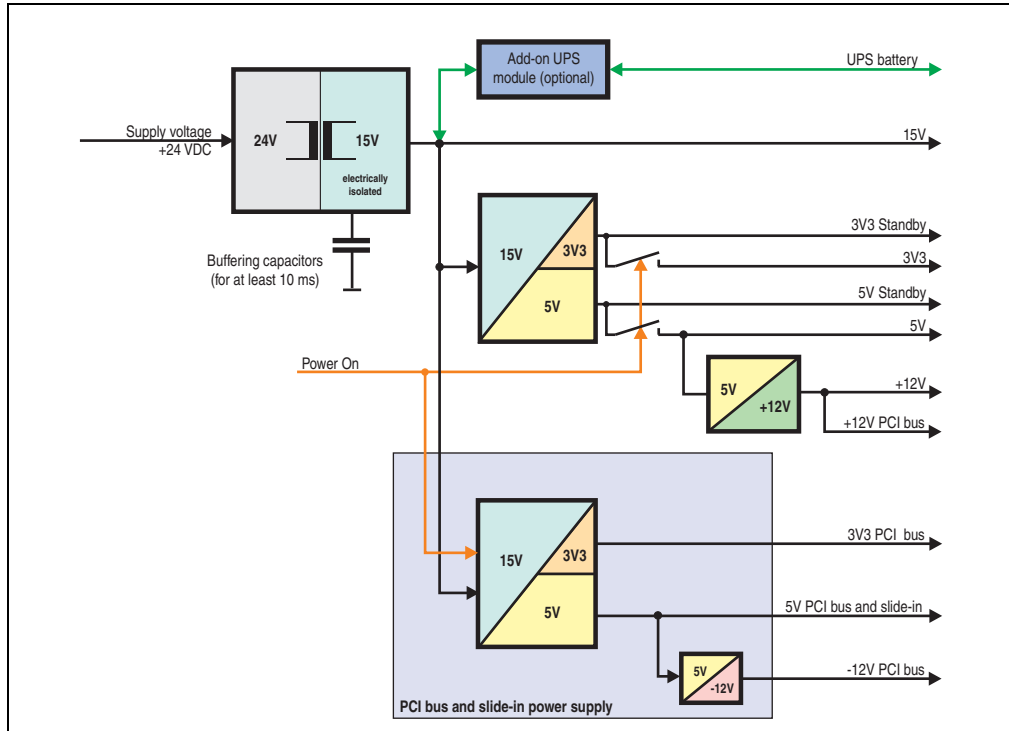 Add-on UPS
module (optional)
UPS battery
Supply voltage
+24 VDC
24V
15V
electrically
isolated
15V
Buffering capacitors
(for at least 10 ms)
15V
3V3
5V
3V3 Standby
3V3
5V Standby
5V
Power On
5V
+12V
+12V
+12V PCI bus
15V
3V3
5V
3V3 PCI bus
5V PCI bus and slide-in
5V
-12V
-12V PCI bus
PCI bus and slide-in power supply